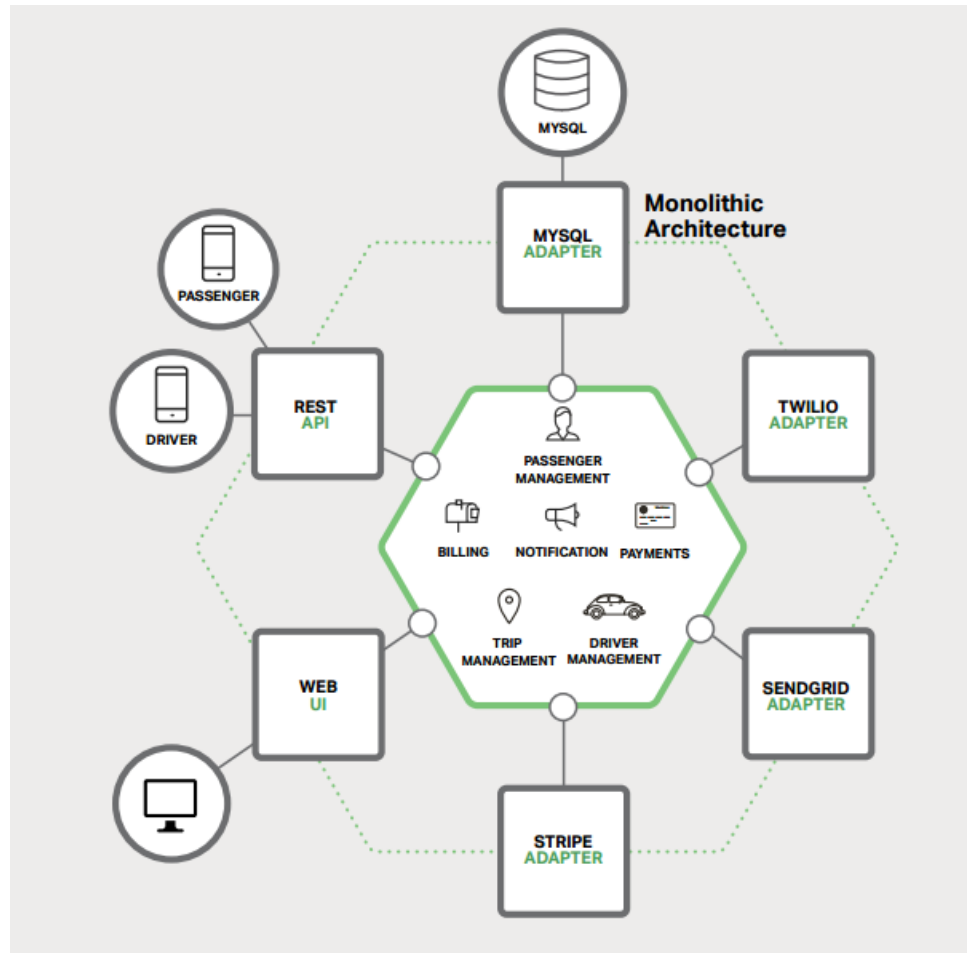 MYSQL
Monolithic
Architecture
MYSQL
ADAPTER
PASSENGER
DRIVER
REST
API
TWILIO
ADAPTER
PASSENGER
MANAGEMENT
BILLING
NOTIFICATION
PAYMENTS
TRIP
MANAGEMENT
DRIVER
MANAGEMENT
WEB
UI
SENDGRID
ADAPTER
STRIPE
ADAPTER